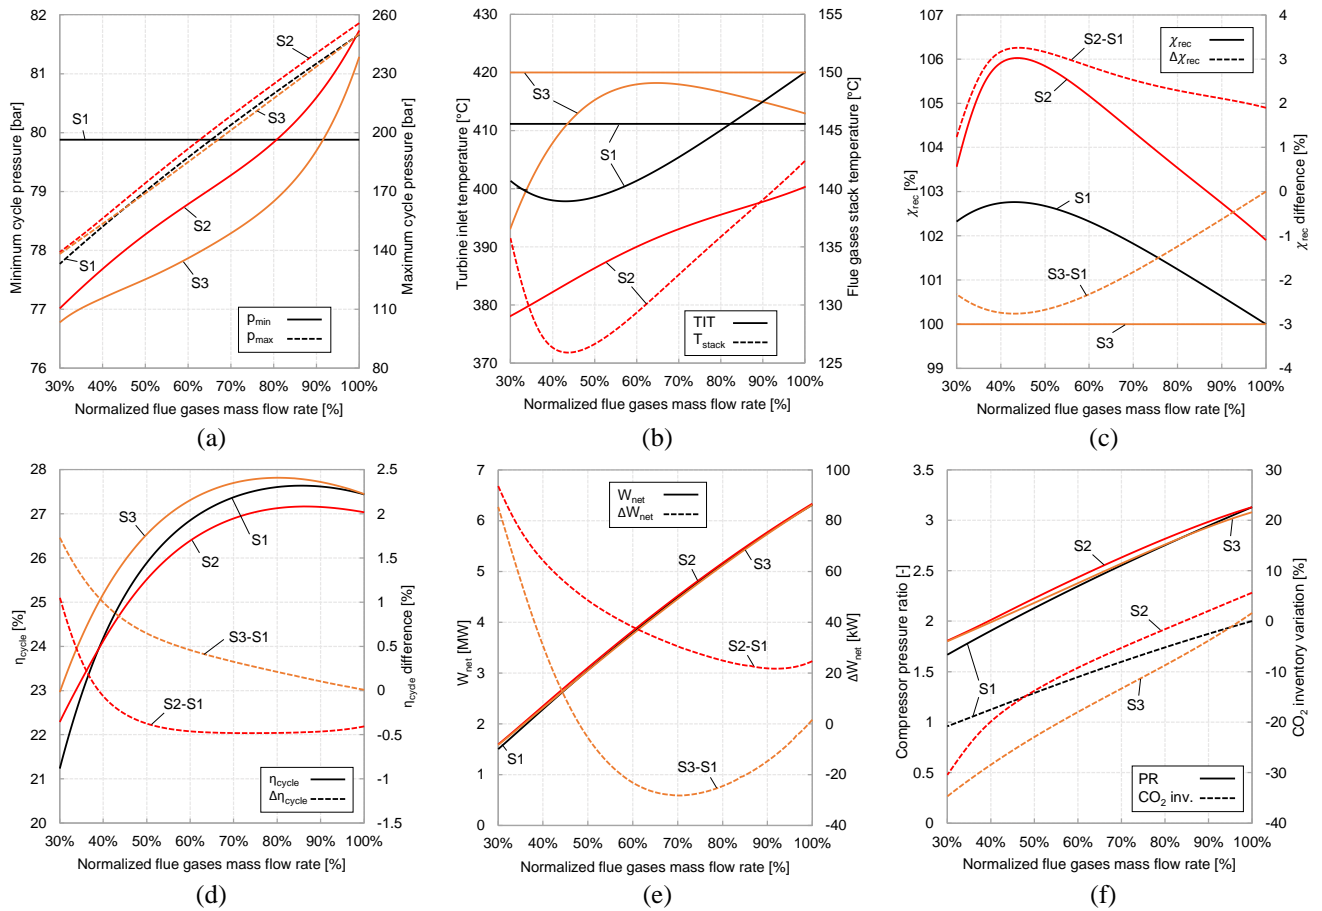 82
81
80
79
78
77
76
260
230
200
170
140
110
80
30% 40% 50% 60% 70% 80% 90% 100%
Minimum cycle pressure [bar]
Maximum cycle pressure [bar]
Normalized flue gases mass flow rate [%]
S1
S2
S3
S1
S2
S3
p_min
p_max
(a)
430
420
410
400
390
380
370
155
150
145
140
135
130
125
30% 40% 50% 60% 70% 80% 90% 100%
Turbine inlet temperature [°C]
Flue gases stack temperature [°C]
Normalized flue gases mass flow rate [%]
S3
S1
S2
TIT
T_stack
(b)
107
106
105
104
103
102
101
100
99
4
3
2
1
0
-1
-2
-3
-4
30% 40% 50% 60% 70% 80% 90% 100%
χ_rec [%]
χ_rec difference [%]
Normalized flue gases mass flow rate [%]
S2-S1
S2
S1
S3-S1
S3
χ_rec
Δχ_rec
(c)
28
27
26
25
24
23
22
21
20
2.5
2
1.5
1
0.5
0
-0.5
-1
-1.5
30% 40% 50% 60% 70% 80% 90% 100%
η_cycle [%]
η_cycle difference [%]
Normalized flue gases mass flow rate [%]
S3
S1
S2
S3-S1
S2-S1
η_cycle
Δη_cycle
(d)
7
6
5
4
3
2
1
0
100
80
60
40
20
0
-20
-40
30% 40% 50% 60% 70% 80% 90% 100%
W_net [MW]
ΔW_net [kW]
Normalized flue gases mass flow rate [%]
W_net
ΔW_net
S2
S3
S2-S1
S1
S3-S1
(e)
3.5
3
2.5
2
1.5
1
0.5
0
30
20
10
0
-10
-20
-30
-40
30% 40% 50% 60% 70% 80% 90% 100%
Compressor pressure ratio [-]
CO₂ inventory variation [%]
Normalized flue gases mass flow rate [%]
S2
S3
S2
S1
S3
PR
CO₂ inv.
(f)